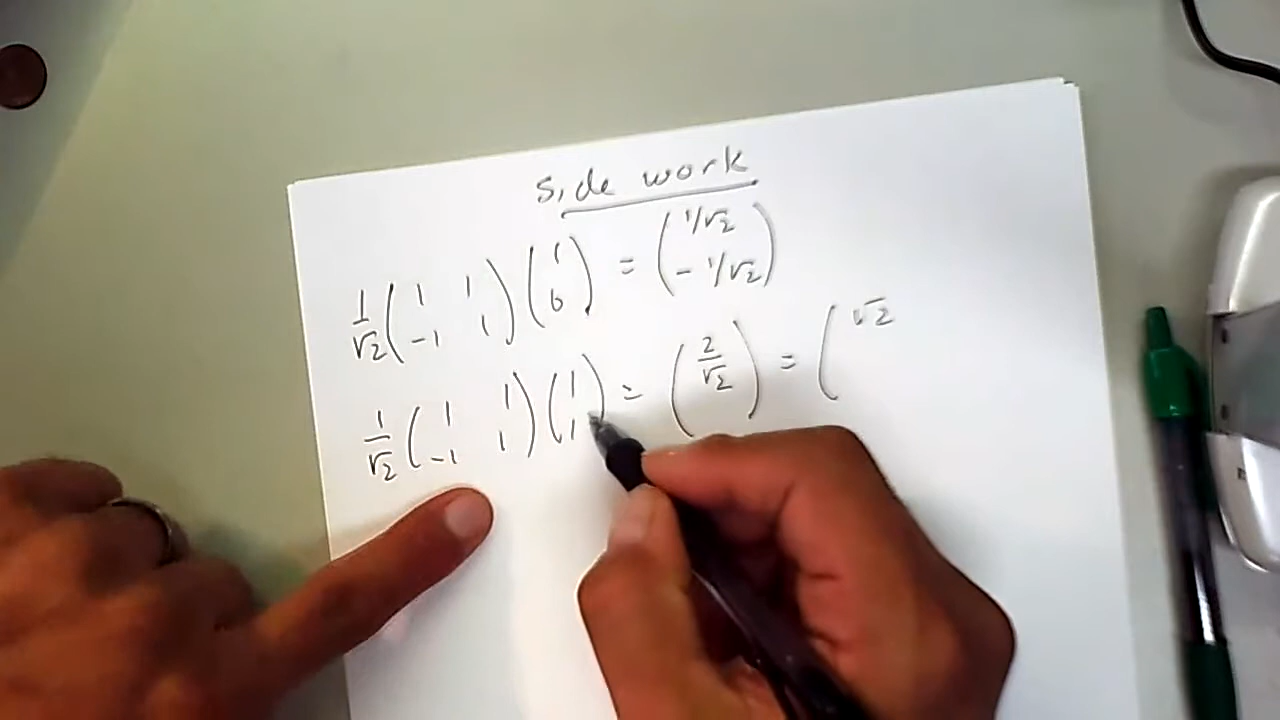 Side work
1/√2 ( 1 1 ; -1 1 ) ( 1 ; 0 ) = ( 1/√2 ; - 1/√2 )
1/√2 ( 1 1 ; -1 1 ) ( 1 ; 1 ) = ( 2/√2 ) = ( √2